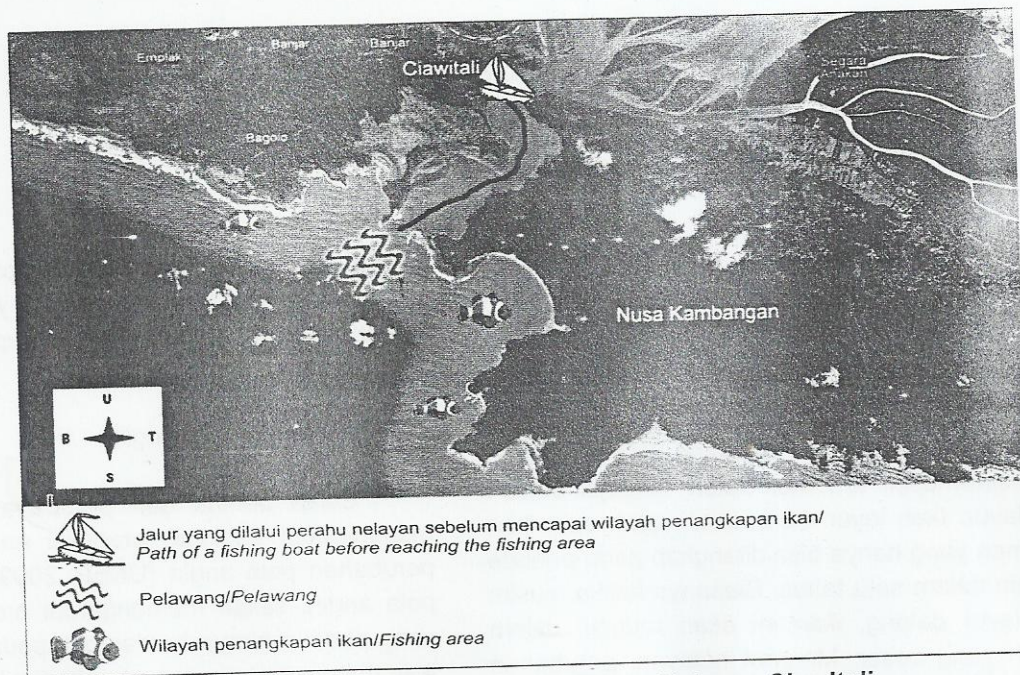 Emplak
Banjar
Banjar
Ciawitali
Segara
Anakan
Bagolo
Nusa Kambangan
U
B T
S
Jalur yang dilalui perahu nelayan sebelum mencapai wilayah penangkapan ikan/
Path of a fishing boat before reaching the fishing area
Pelawang/Pelawang
Wilayah penangkapan ikan/Fishing area